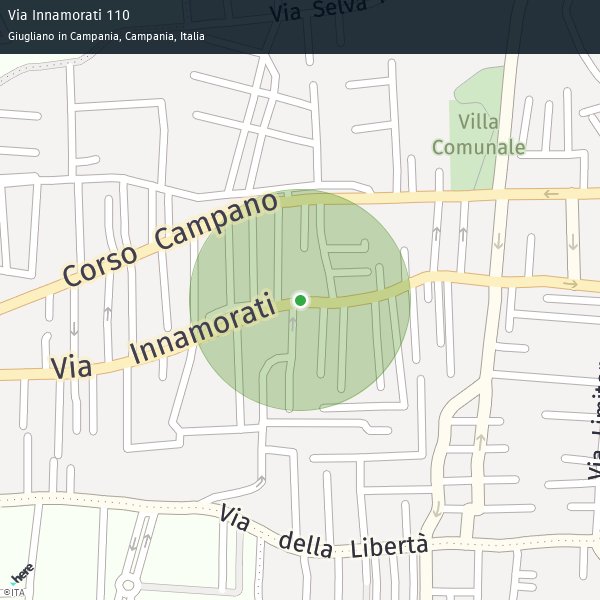 Via Innamorati 110
Giugliano in Campania, Campania, Italia
Via Selva
Villa
Comunale
Corso Campano
Via Innamorati
Via
Via della Libertà
here
©ITA